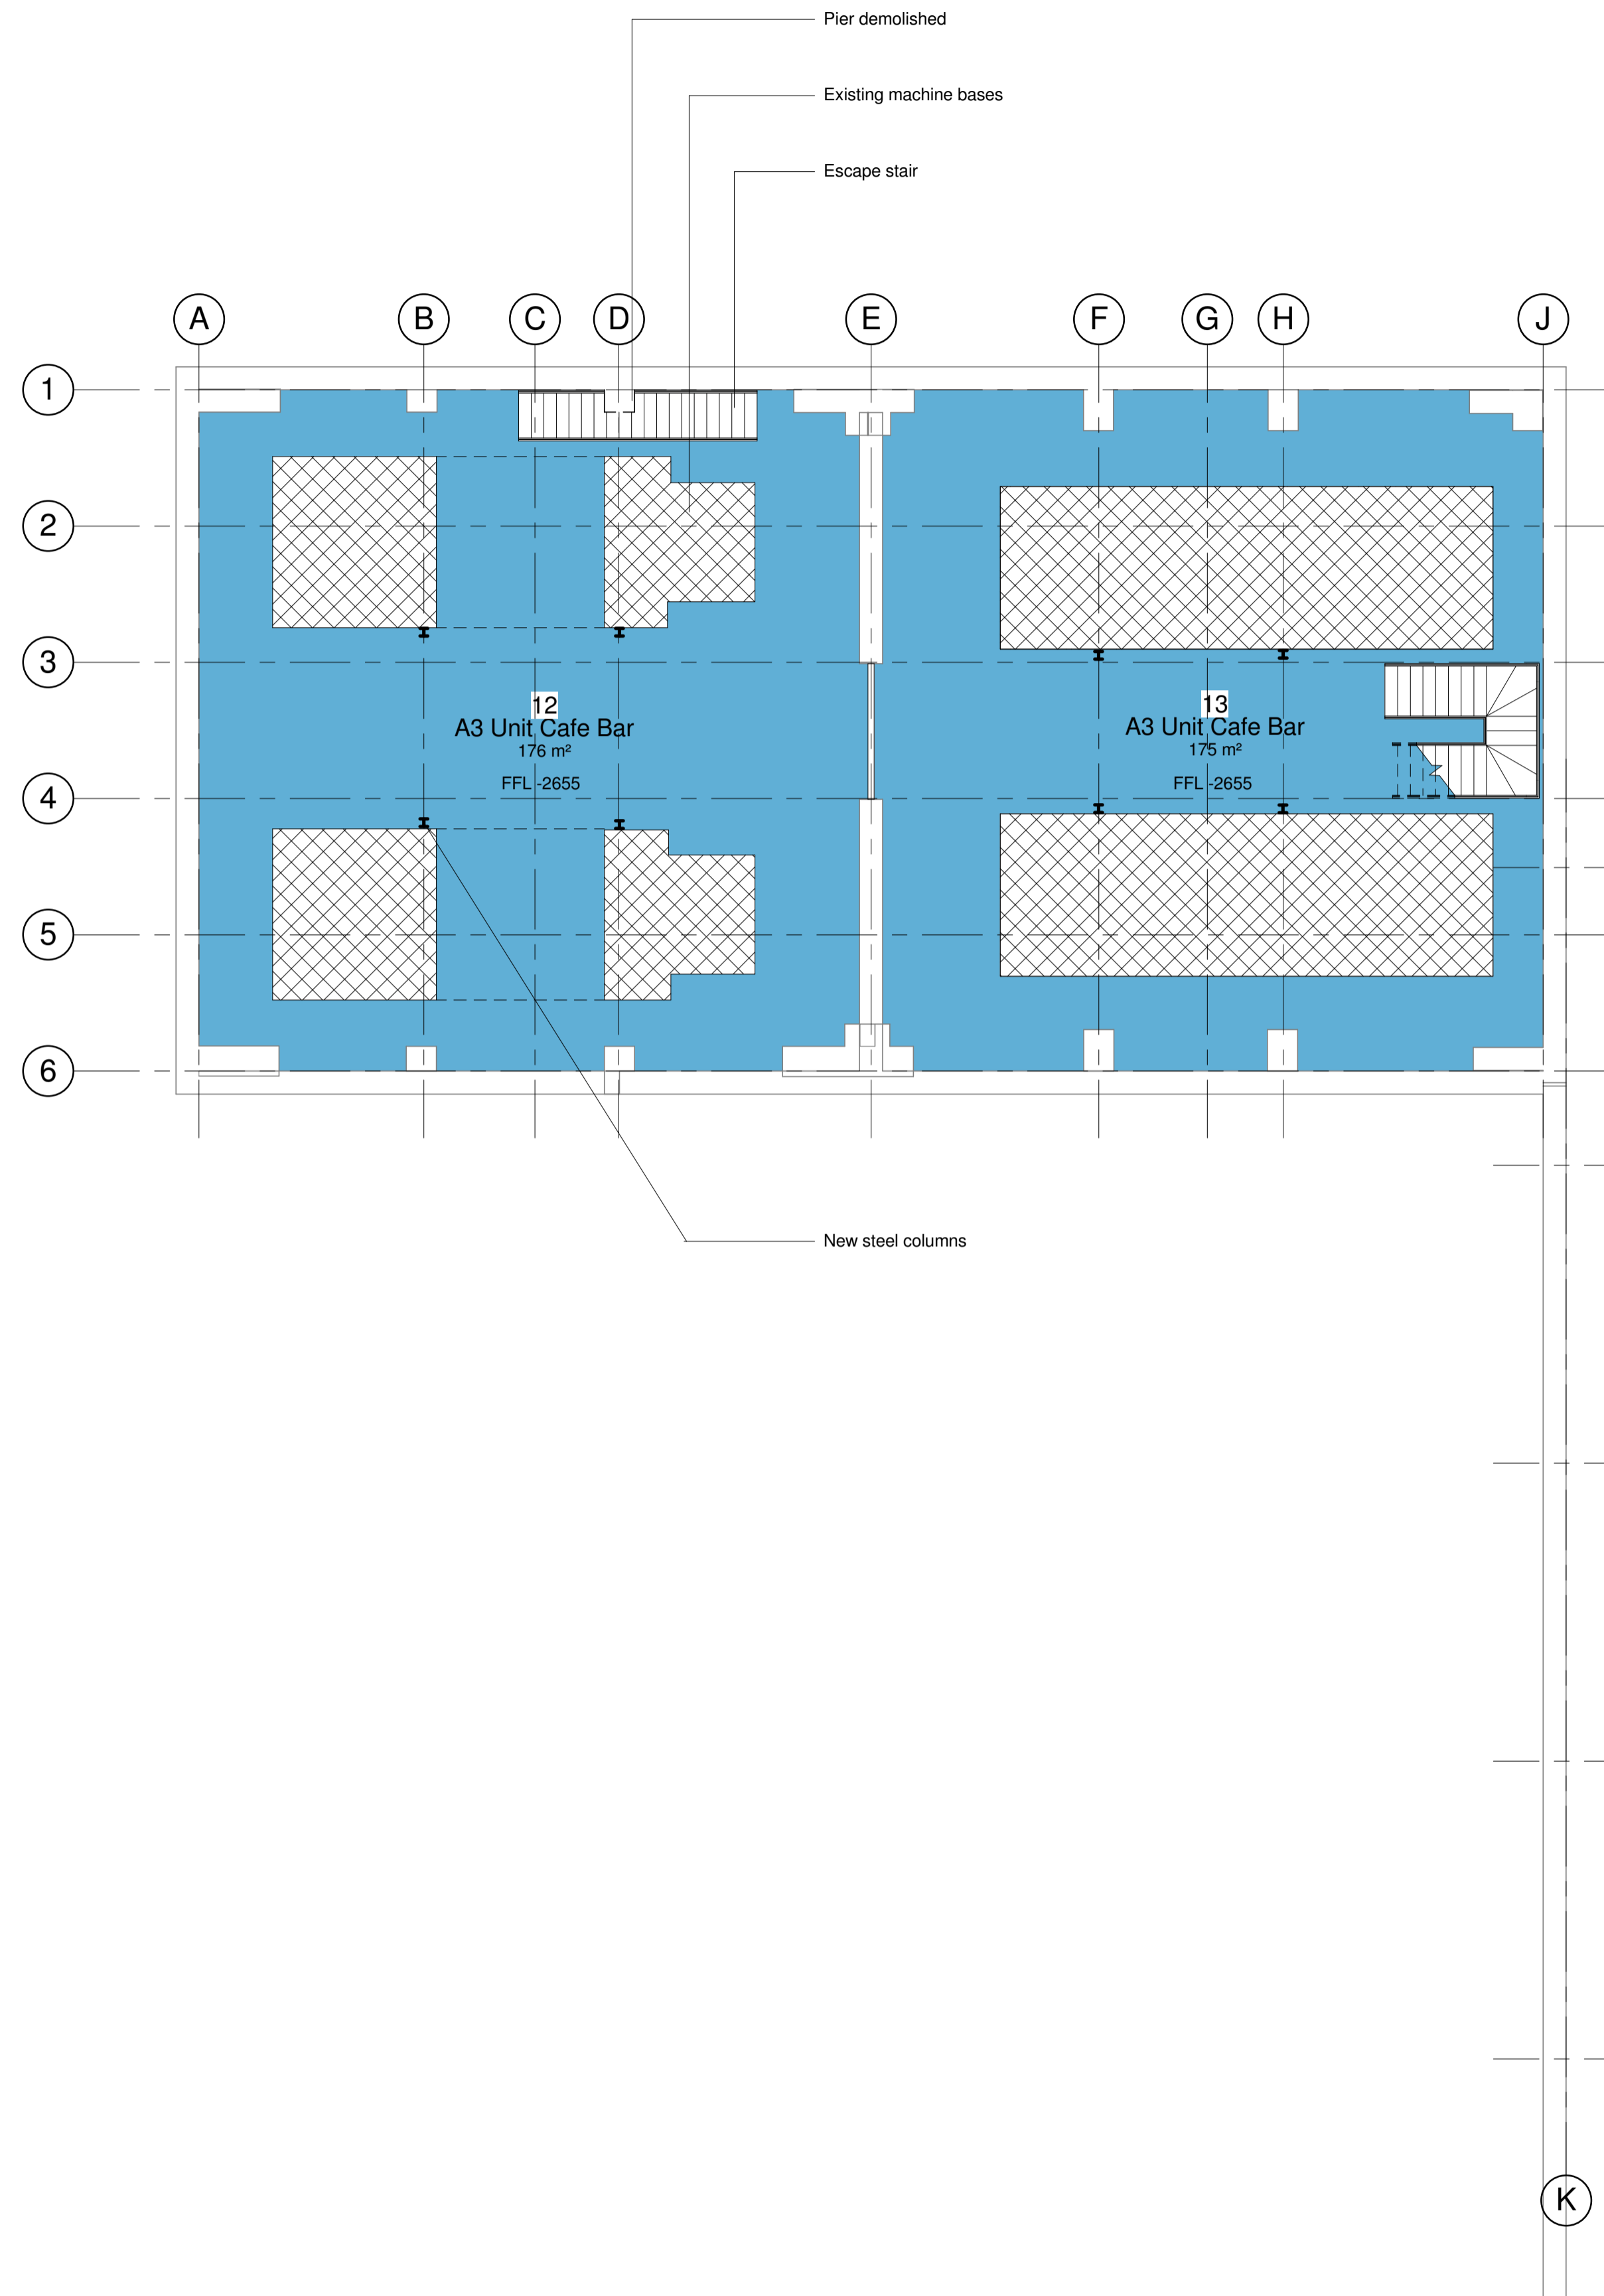 Pier demolished
Existing machine bases
Escape stair
A B C D E F G H J
1
2
3
12
A3 Unit Cafe Bar
176 m²
FFL -2655
13
A3 Unit Cafe Bar
175 m²
FFL -2655
4
5
6
New steel columns
K